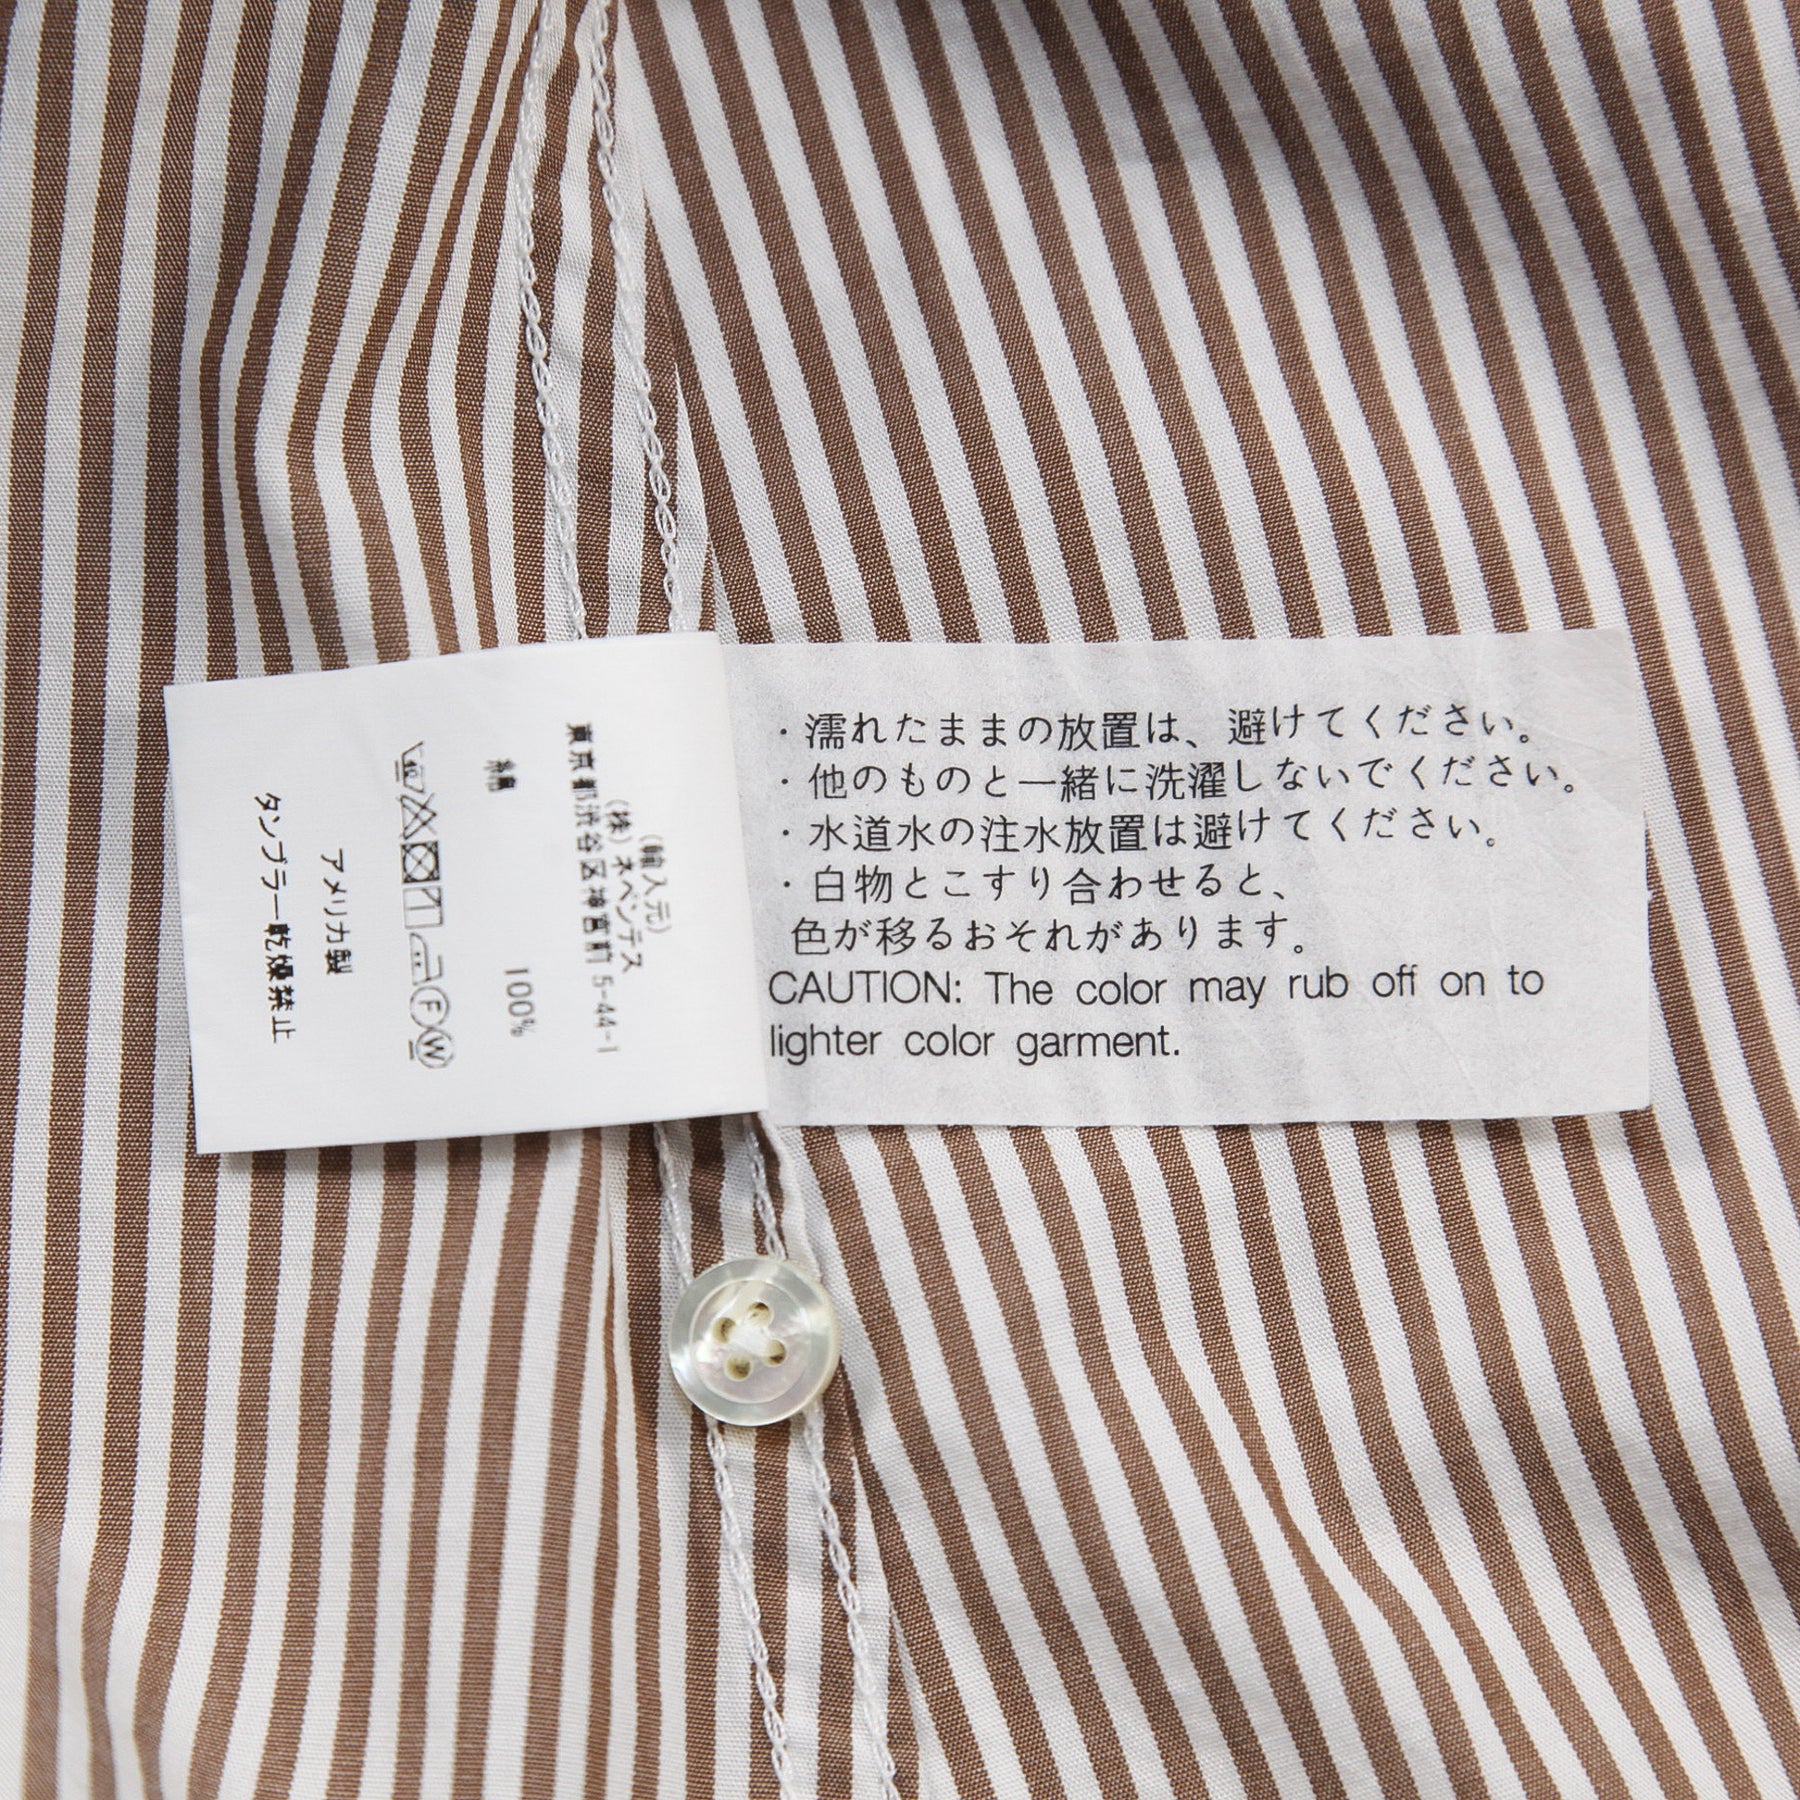 (輸入元)
(株)ネペンテス
東京都渋谷区神宮前 5-44-1
綿 100%
40 F W
アメリカ製
タンブラー乾燥禁止
・濡れたままの放置は、避けてください。
・他のものと一緒に洗濯しないでください。
・水道水の注水放置は避けてください。
・白物とこすり合わせると、
色が移るおそれがあります。
CAUTION: The color may rub off on to
lighter color garment.